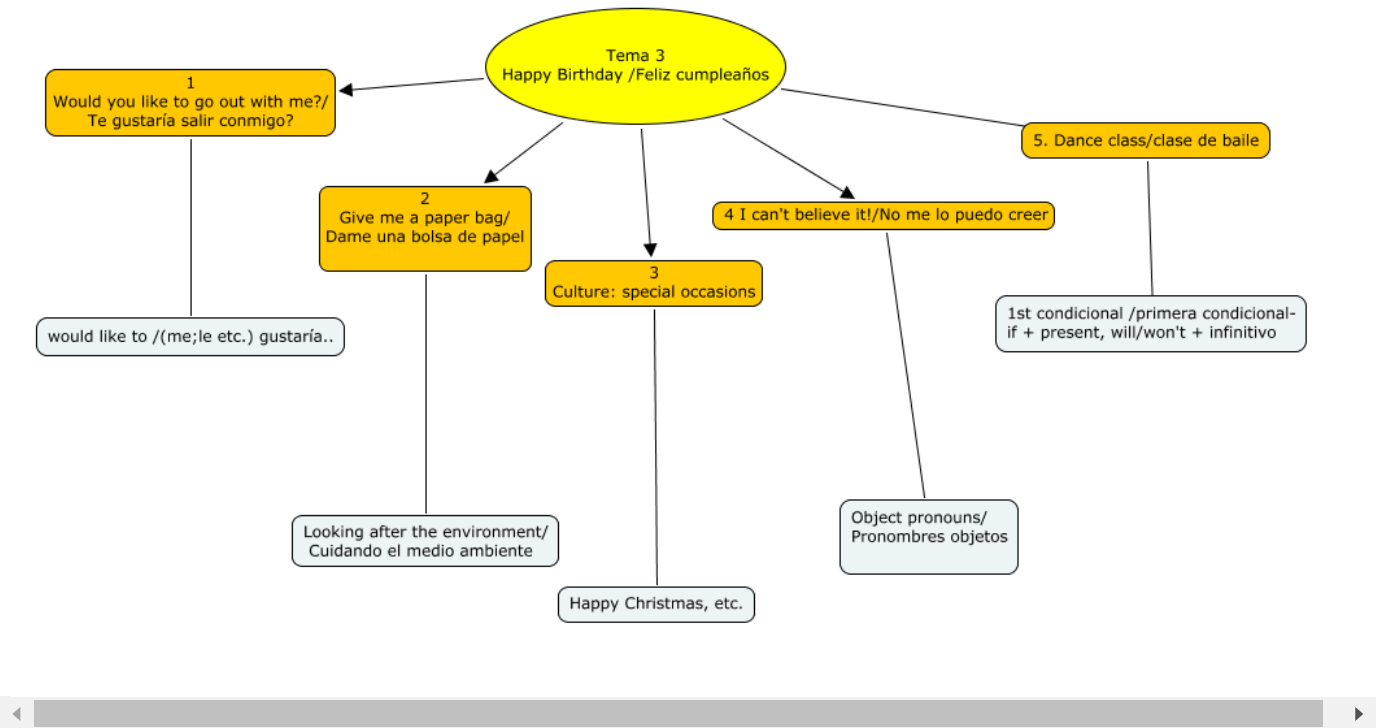 Tema 3
Happy Birthday /Feliz cumpleaños
1
Would you like to go out with me?/
Te gustaría salir conmigo?
5. Dance class/clase de baile
2
Give me a paper bag/
Dame una bolsa de papel
4 I can't believe it!/No me lo puedo creer
3
Culture: special occasions
would like to /(me;le etc.) gustaría..
1st condicional /primera condicional-
if + present, will/won't + infinitivo
Looking after the environment/
Cuidando el medio ambiente
Object pronouns/
Pronombres objetos
Happy Christmas, etc.